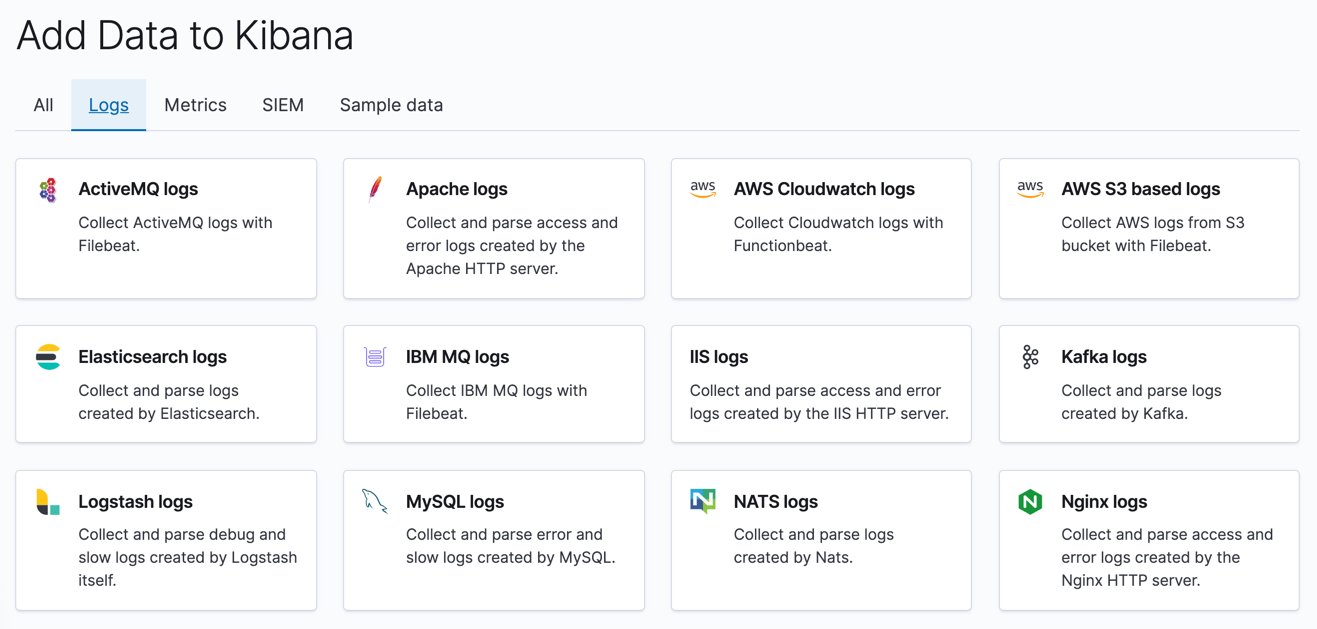 Add Data to Kibana
All Logs Metrics SIEM Sample data
ActiveMQ logs
Collect ActiveMQ logs with
Filebeat.
Apache logs
Collect and parse access and
error logs created by the
Apache HTTP server.
aws
AWS Cloudwatch logs
Collect Cloudwatch logs with
Functionbeat.
aws
AWS S3 based logs
Collect AWS logs from S3
bucket with Filebeat.
Elasticsearch logs
Collect and parse logs
created by Elasticsearch.
IBM MQ logs
Collect IBM MQ logs with
Filebeat.
IIS logs
Collect and parse access and error
logs created by the IIS HTTP server.
Kafka logs
Collect and parse logs
created by Kafka.
Logstash logs
Collect and parse debug and
slow logs created by Logstash
itself.
MySQL logs
Collect and parse error and
slow logs created by MySQL.
N
NATS logs
Collect and parse logs
created by Nats.
N
Nginx logs
Collect and parse access and
error logs created by the
Nginx HTTP server.